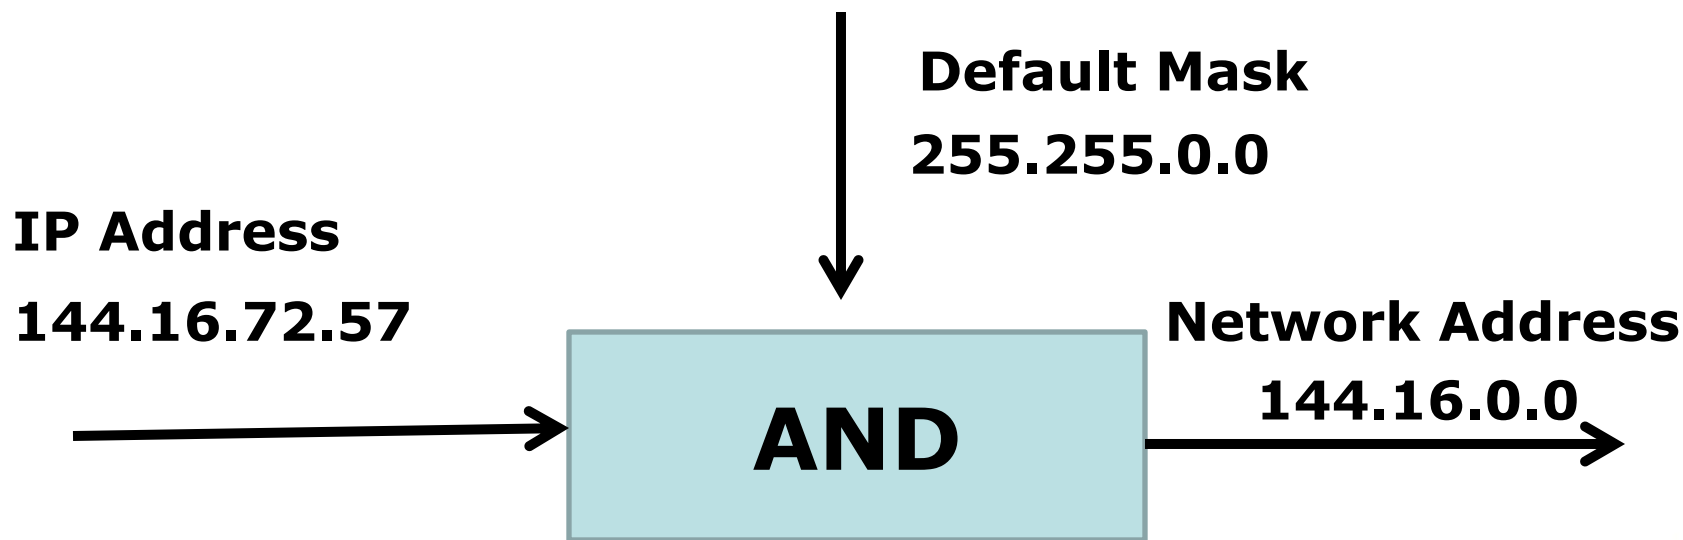 Default Mask
255.255.0.0
IP Address
144.16.72.57
Network Address
144.16.0.0
AND